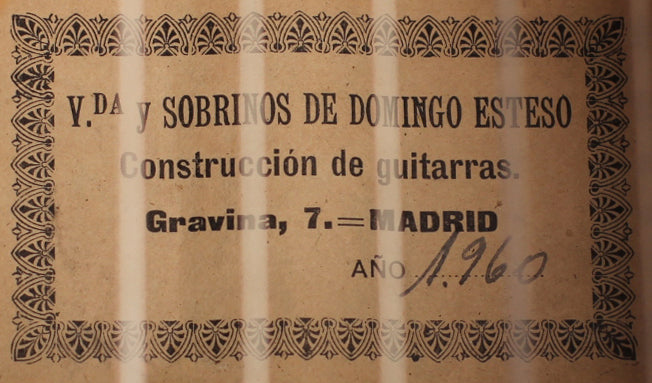 V.DA y SOBRINOS DE DOMINGO ESTESO
Construcción de guitarras.
Gravina, 7.=MADRID
AÑO 1.960